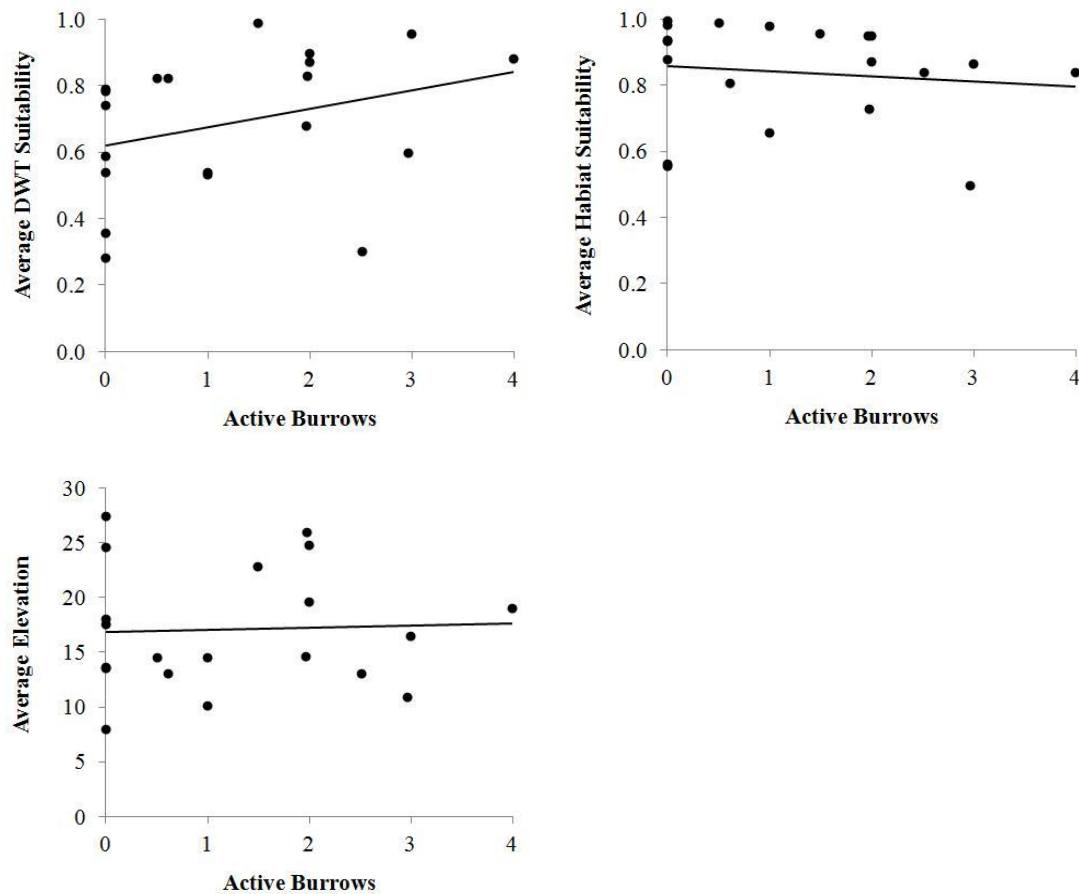 1.0
0.8
0.6
0.4
0.2
0.0
Average DWT Suitability
0 1 2 3 4
Active Burrows
1.0
0.8
0.6
0.4
0.2
0.0
Average Habiat Suitability
0 1 2 3 4
Active Burrows
30
25
20
15
10
5
0
Average Elevation
0 1 2 3 4
Active Burrows